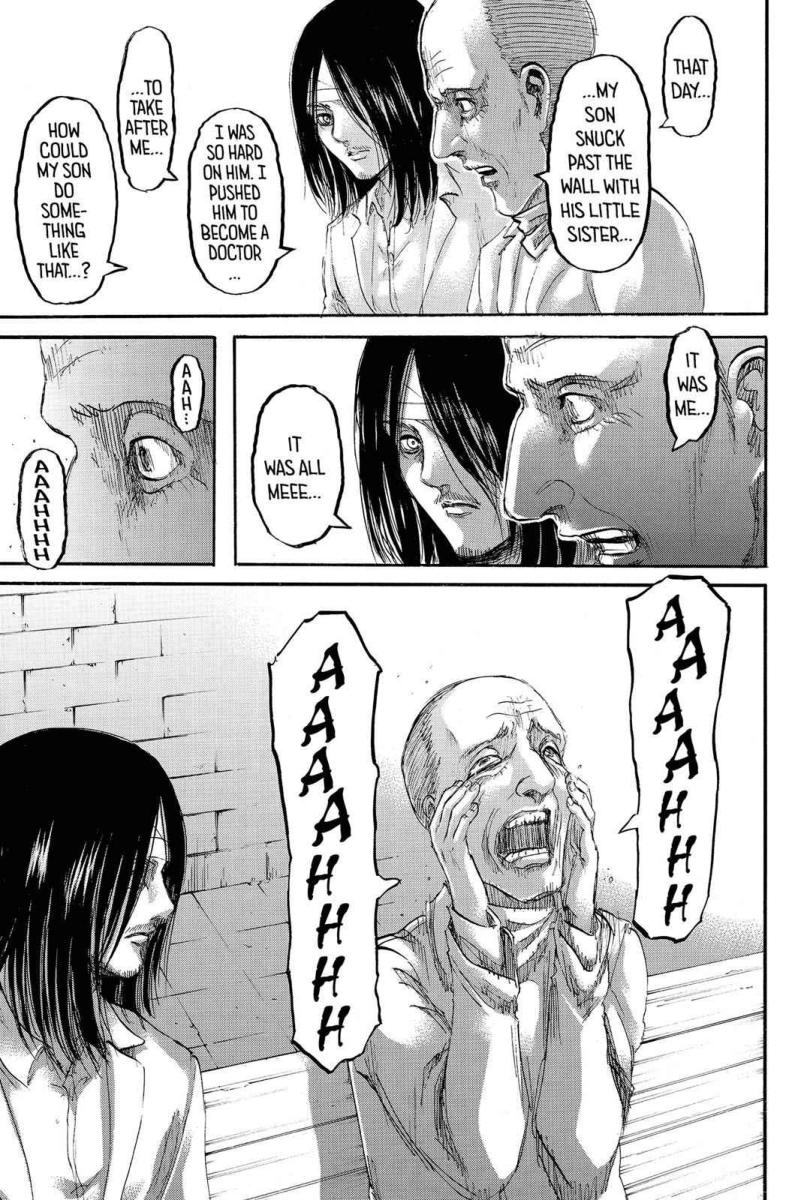 THAT
DAY...
...MY
SON
SNUCK
PAST THE
WALL WITH
HIS LITTLE
SISTER...
I WAS
SO HARD
ON HIM. I
PUSHED
HIM TO
BECOME A
DOCTOR
...
...TO
TAKE
AFTER
ME...
HOW
COULD
MY SON
DO
SOME-
THING
LIKE
THAT...?
IT
WAS
ME...
IT
WAS ALL
MEEE...
AAH...
AAAHHHH
AAAAHHH
AAAAHHHH